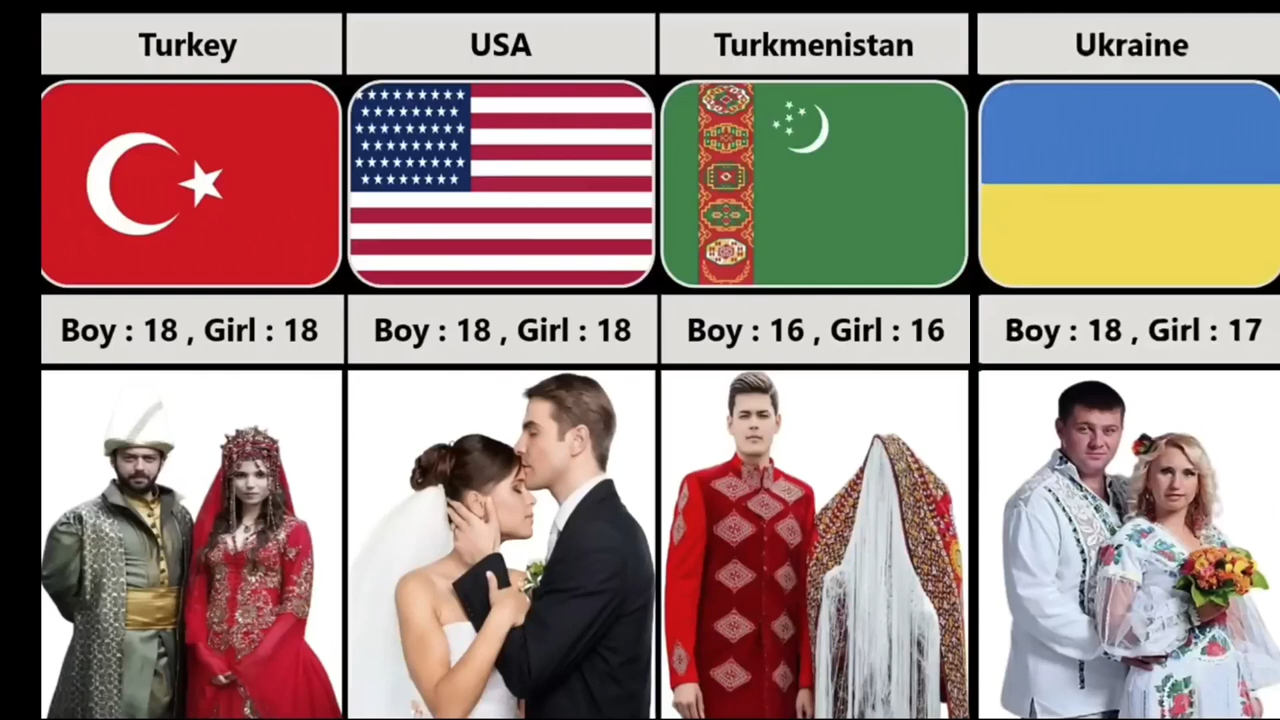 Turkey
USA
Turkmenistan
Ukraine
Boy : 18 , Girl : 18
Boy : 18 , Girl : 18
Boy : 16 , Girl : 16
Boy : 18 , Girl : 17